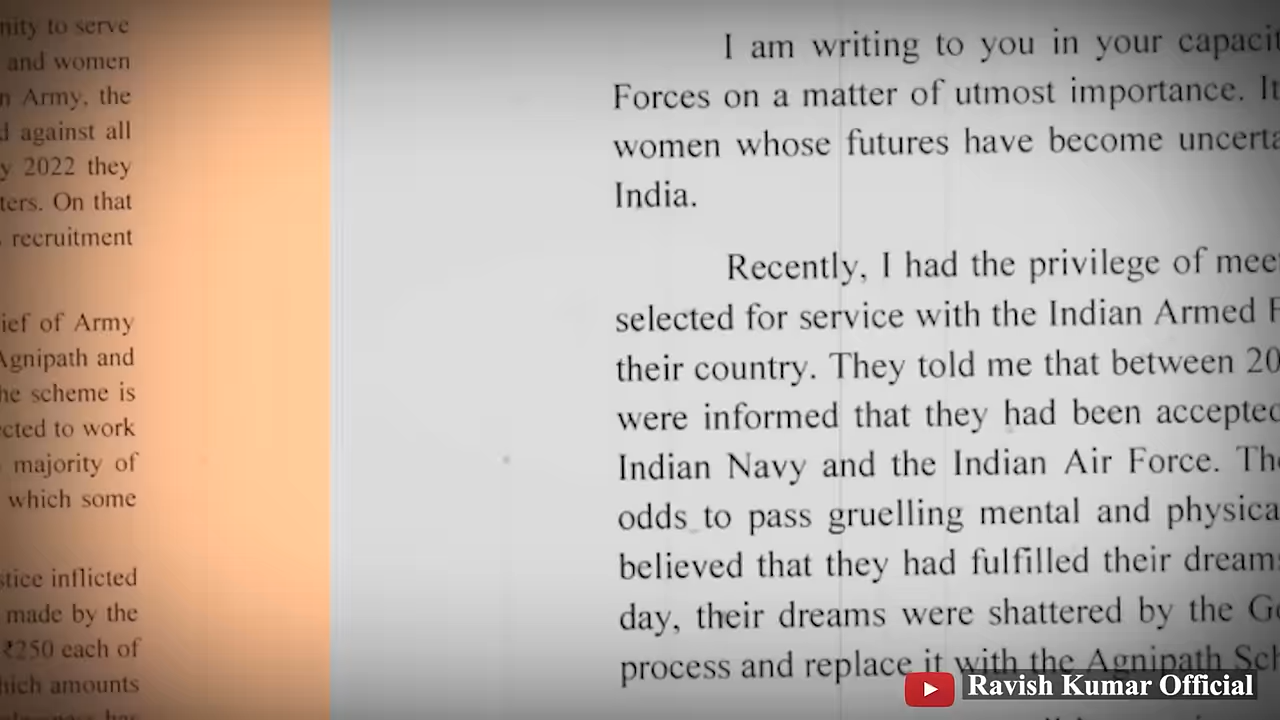 nity to serve
and women
n Army, the
d against all
y 2022 they
ters. On that
recruitment
ief of Army
Agnipath and
he scheme is
cted to work
majority of
which some
stice inflicted
made by the
₹250 each of
hich amounts
I am writing to you in your capacit
Forces on a matter of utmost importance. It
women whose futures have become uncerta
India.
Recently, I had the privilege of mee
selected for service with the Indian Armed F
their country. They told me that between 20
were informed that they had been accepted
Indian Navy and the Indian Air Force. The
odds to pass gruelling mental and physica
believed that they had fulfilled their dreams
day, their dreams were shattered by the Go
process and replace it with the Agnipath Sch
Ravish Kumar Official